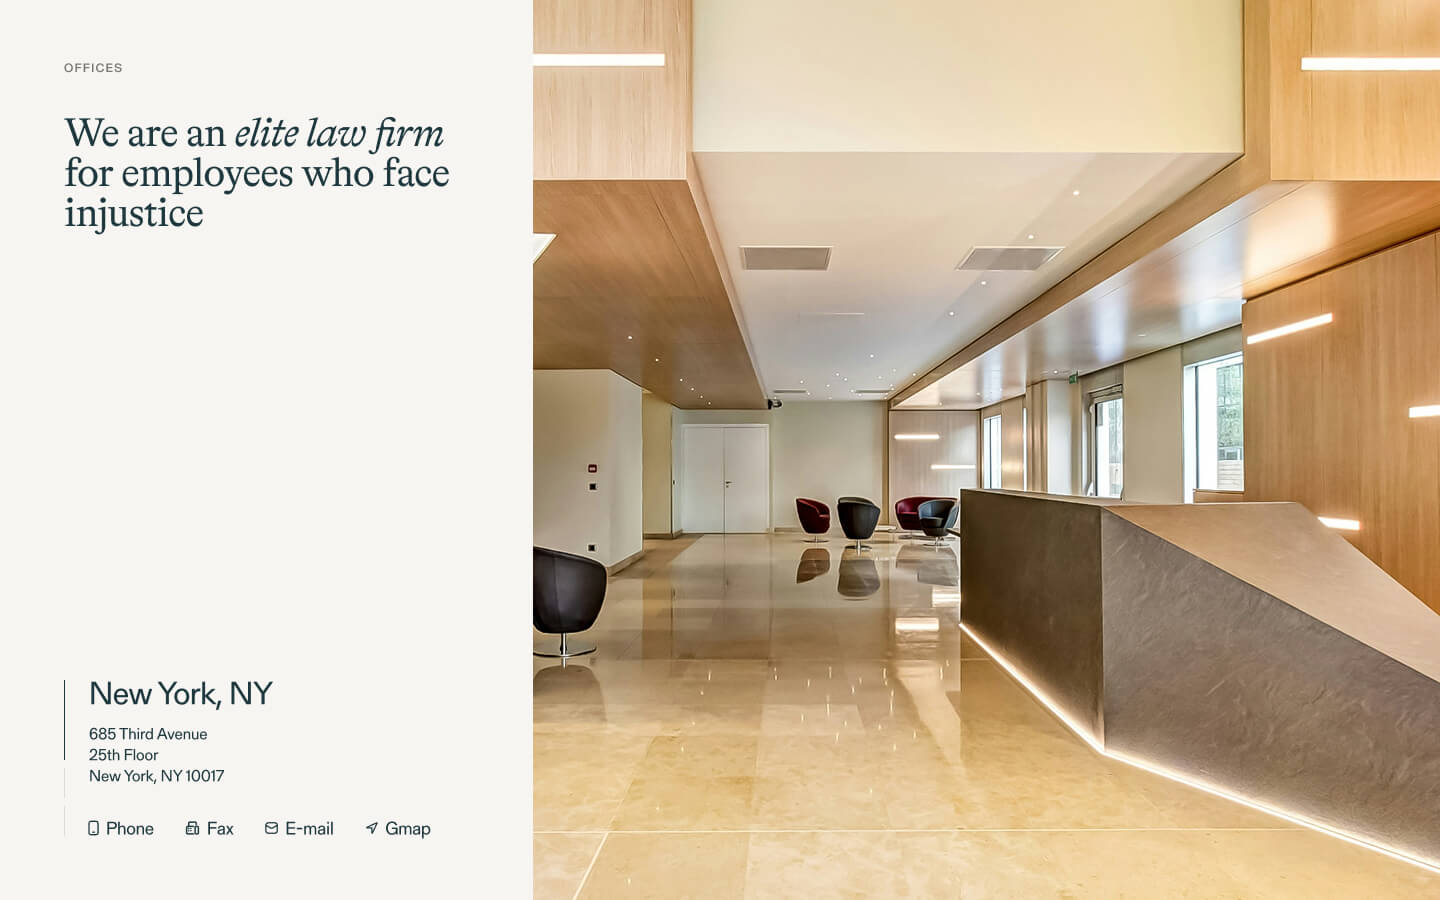 OFFICES
We are an elite law firm
for employees who face
injustice
New York, NY
685 Third Avenue
25th Floor
New York, NY 10017
Phone Fax E-mail Gmap